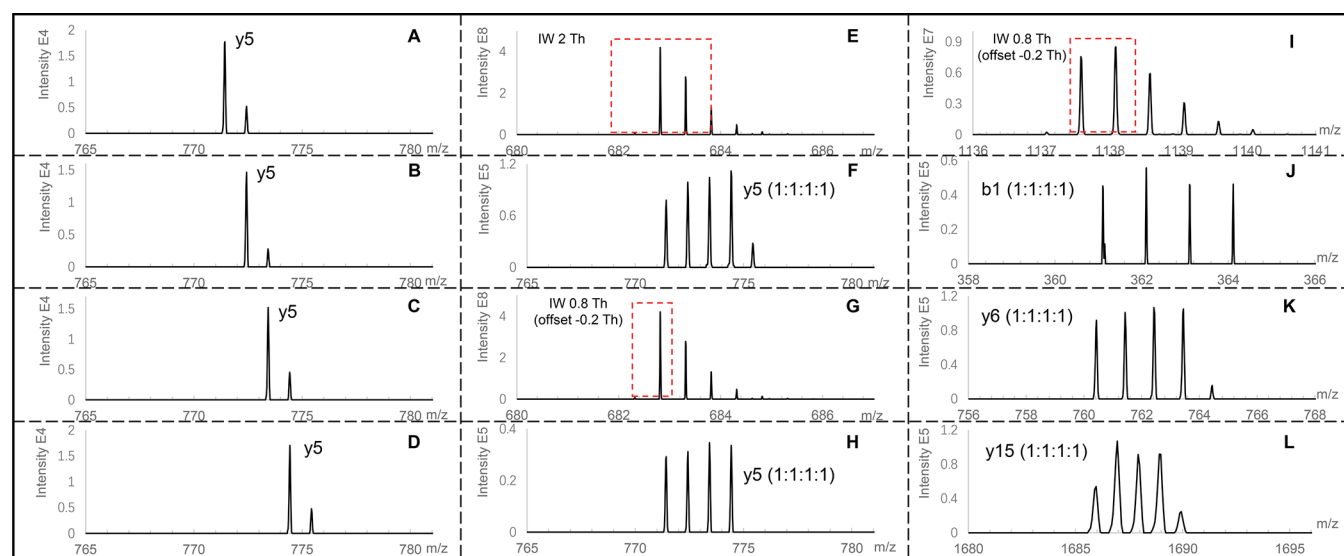 A
Intensity E4
2
1.5
1
0.5
0
y5
765
770
775
780
m/z
B
Intensity E4
1.5
1
0.5
0
y5
765
770
775
780
m/z
C
Intensity E4
1.5
1
0.5
0
y5
765
770
775
780
m/z
D
Intensity E4
2
1.5
1
0.5
0
y5
765
770
775
780
m/z
E
Intensity E8
4
2
0
IW 2 Th
680
682
684
686
m/z
F
Intensity E5
1.2
0.6
0
y5 (1:1:1:1)
765
770
775
780
m/z
G
Intensity E8
4
2
0
IW 0.8 Th
(offset -0.2 Th)
680
682
684
686
m/z
H
Intensity E5
0.4
0.2
0
y5 (1:1:1:1)
765
770
775
780
m/z
I
Intensity E7
0.9
0.6
0.3
0
IW 0.8 Th
(offset -0.2 Th)
1136
1137
1138
1139
1140
1141
m/z
J
Intensity E5
0.6
0.4
0.2
0
b1 (1:1:1:1)
358
360
362
364
366
m/z
K
Intensity E5
1.2
0.8
0.4
0
y6 (1:1:1:1)
756
758
760
762
764
766
768
m/z
L
Intensity E5
1.2
0.8
0.4
0
y15 (1:1:1:1)
1680
1685
1690
1695
m/z